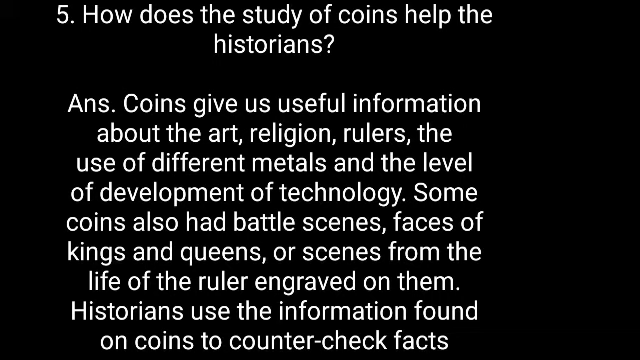 5. How does the study of coins help the
historians?
Ans. Coins give us useful information
about the art, religion, rulers, the
use of different metals and the level
of development of technology. Some
coins also had battle scenes, faces of
kings and queens, or scenes from the
life of the ruler engraved on them.
Historians use the information found
on coins to counter-check facts